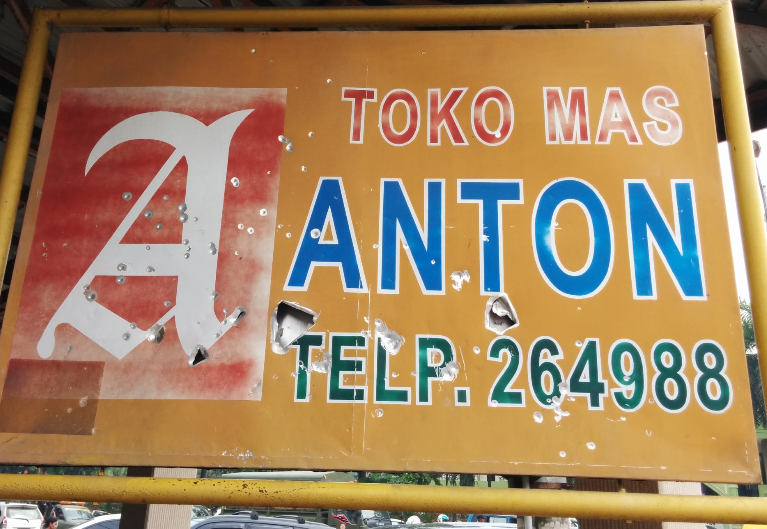 A
TOKO MAS
ANTON
TELP. 264988